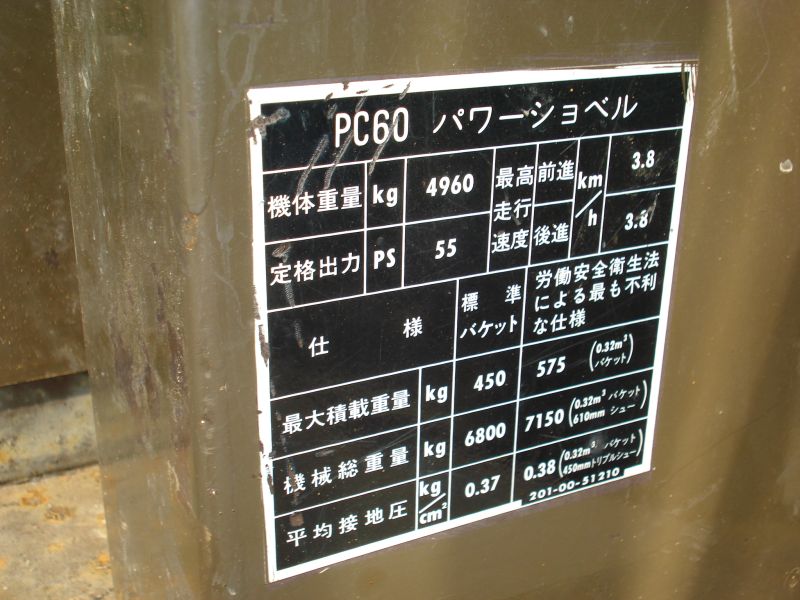 PC60 パワーショベル
機体重量 kg 4960 最高走行速度 前進 km/h 3.8
定格出力 PS 55 後進 3.8
仕様 標準バケット 労働安全衛生法による最も不利な仕様
最大積載重量 kg 450 575 (0.32m³ バケット)
機械総重量 kg 6800 7150 (0.32m³ バケット 610mm シュー)
平均接地圧 kg/cm² 0.37 0.38 (0.32m³ バケット 450mmトリプルシュー)
201-00-51210